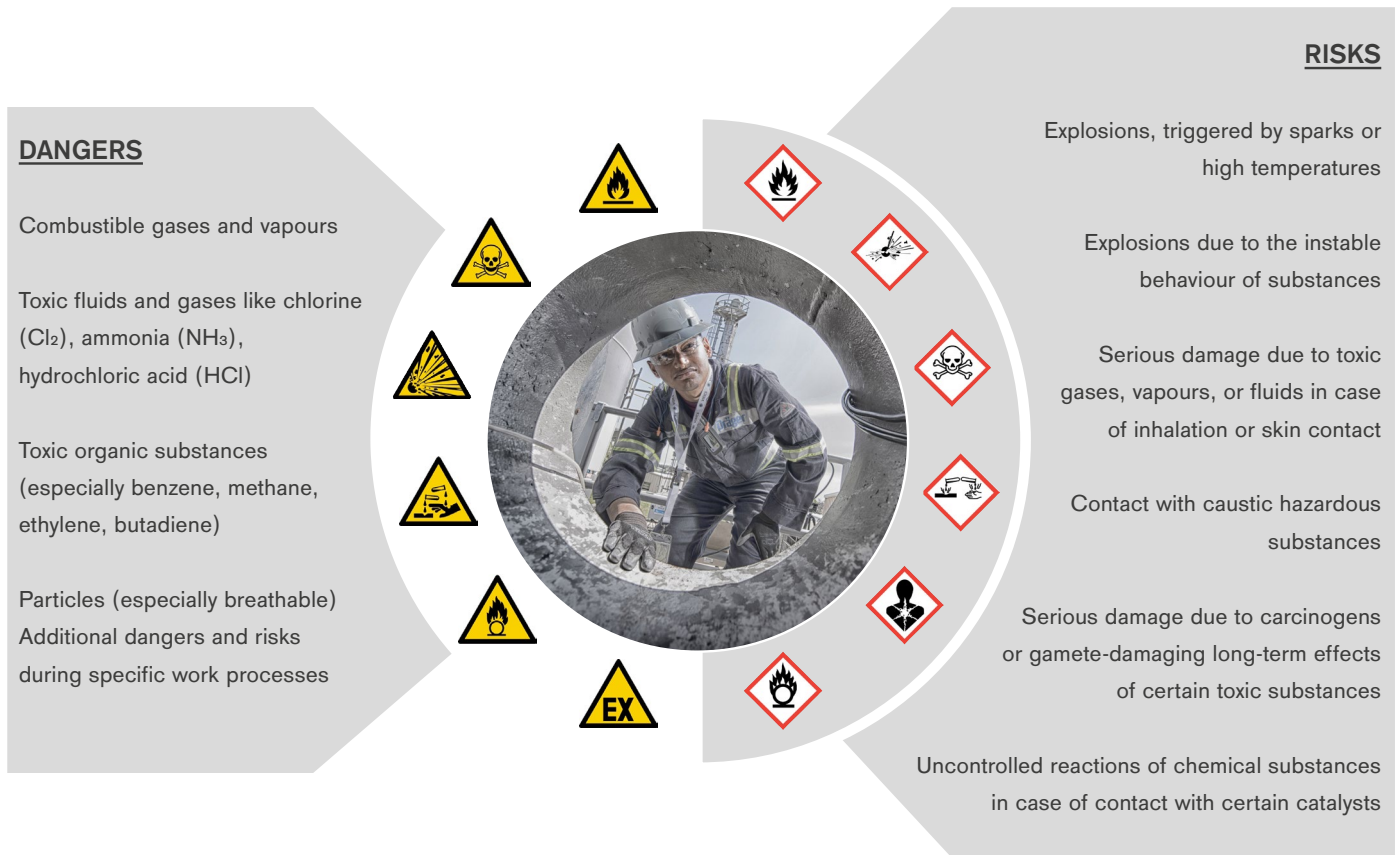 DANGERS
Combustible gases and vapours
Toxic fluids and gases like chlorine
(Cl₂), ammonia (NH₃),
hydrochloric acid (HCl)
Toxic organic substances
(especially benzene, methane,
ethylene, butadiene)
Particles (especially breathable)
Additional dangers and risks
during specific work processes
EX
RISKS
Explosions, triggered by sparks or
high temperatures
Explosions due to the instable
behaviour of substances
Serious damage due to toxic
gases, vapours, or fluids in case
of inhalation or skin contact
Contact with caustic hazardous
substances
Serious damage due to carcinogens
or gamete-damaging long-term effects
of certain toxic substances
Uncontrolled reactions of chemical substances
in case of contact with certain catalysts